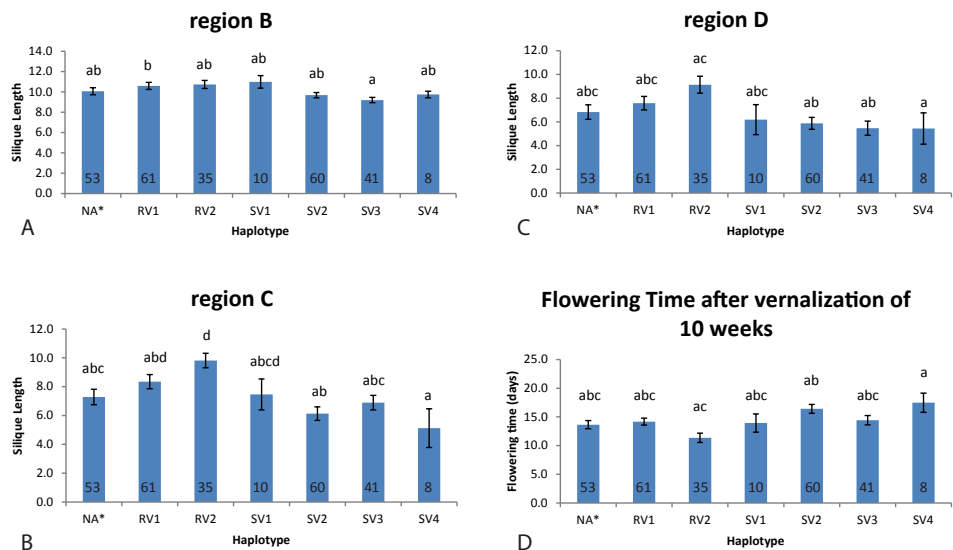 region B
14.0
12.0
10.0
8.0
6.0
4.0
2.0
0.0
Silique Length
ab b ab ab ab a ab
53 61 35 10 60 41 8
NA* RV1 RV2 SV1 SV2 SV3 SV4
Haplotype
A
region D
12.0
10.0
8.0
6.0
4.0
2.0
0.0
Silique Length
abc abc ac abc ab ab a
53 61 35 10 60 41 8
NA* RV1 RV2 SV1 SV2 SV3 SV4
Haplotype
C
region C
12.0
10.0
8.0
6.0
4.0
2.0
0.0
Silique Length
abc abd d abcd ab abc a
53 61 35 10 60 41 8
NA* RV1 RV2 SV1 SV2 SV3 SV4
Haplotype
B
Flowering Time after vernalization of
10 weeks
25.0
20.0
15.0
10.0
5.0
0.0
Flowering time (days)
abc abc ac abc ab abc a
53 61 35 10 60 41 8
NA* RV1 RV2 SV1 SV2 SV3 SV4
Haplotype
D